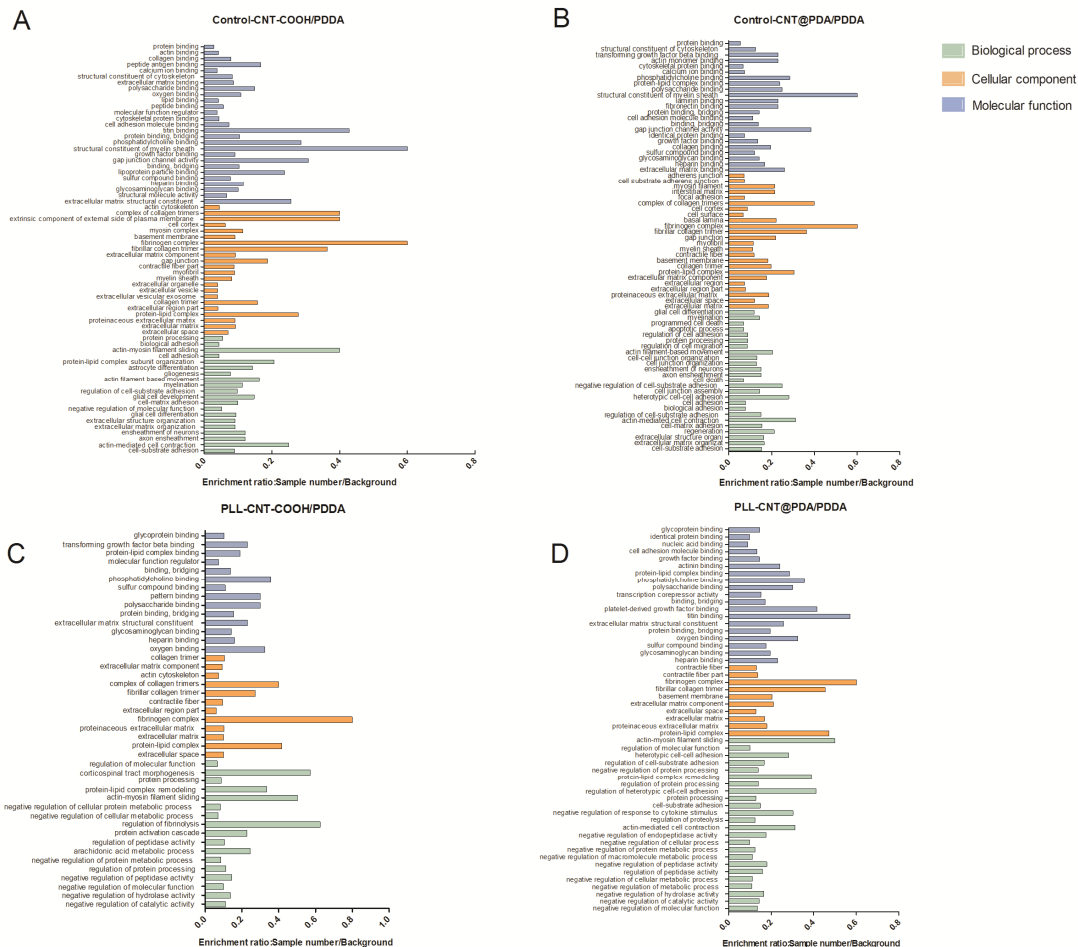 A
Control-CNT-COOH/PDDA
protein binding
actin binding
collagen binding
peptide antigen binding
calcium ion binding
structural constituent of cytoskeleton
extracellular matrix binding
polysaccharide binding
oxygen binding
lipid binding
peptide binding
molecular function regulator
cytoskeletal protein binding
cell adhesion molecule binding
titin binding
protein binding, bridging
phosphatidylcholine binding
structural constituent of myelin sheath
growth factor binding
gap junction channel activity
binding, bridging
lipoprotein particle binding
sulfur compound binding
heparin binding
glycosaminoglycan binding
structural molecule activity
extracellular matrix structural constituent
actin cytoskeleton
complex of collagen trimers
extrinsic component of external side of plasma membrane
cell cortex
myosin complex
basement membrane
fibrinogen complex
fibrillar collagen trimer
extracellular matrix component
gap junction
contractile fiber part
myofibril
myelin sheath
extracellular organelle
extracellular vesicle
extracellular vesicular exosome
collagen trimer
extracellular region part
protein-lipid complex
proteinaceous extracellular matrix
extracellular matrix
extracellular space
protein processing
biological adhesion
actin-myosin filament sliding
cell adhesion
protein-lipid complex subunit organization
astrocyte differentiation
gliogenesis
actin filament based movement
myelination
regulation of cell-substrate adhesion
glial cell development
cell-matrix adhesion
negative regulation of molecular function
glial cell differentiation
extracellular structure organization
extracellular matrix organization
ensheathment of neurons
axon ensheathment
actin-mediated cell contraction
cell-substrate adhesion
0.0 0.2 0.4 0.6 0.8
Enrichment ratio:Sample number/Background
B
Control-CNT@PDA/PDDA
protein binding
structural constituent of cytoskeleton
transforming growth factor beta binding
actin monomer binding
cytoskeletal protein binding
calcium ion binding
phosphatidylcholine binding
protein-lipid complex binding
polysaccharide binding
structural constituent of myelin sheath
laminin binding
fibronectin binding
protein binding, bridging
cell adhesion molecule binding
binding, bridging
gap junction channel activity
identical protein binding
growth factor binding
collagen binding
sulfur compound binding
glycosaminoglycan binding
heparin binding
extracellular matrix binding
adherens junction
cell substrate adherens junction
myosin filament
interstitial matrix
focal adhesion
complex of collagen trimers
cell cortex
cell surface
basal lamina
fibrinogen complex
fibrillar collagen trimer
gap junction
myofibril
myelin sheath
contractile fiber
basement membrane
collagen trimer
protein-lipid complex
extracellular matrix component
extracellular region
extracellular region part
proteinaceous extracellular matrix
extracellular space
extracellular matrix
glial cell differentiation
myelination
programmed cell death
apoptotic process
regulation of cell adhesion
protein processing
regulation of cell migration
actin filament-based movement
cell-cell junction organization
cell junction organization
ensheathment of neurons
axon ensheathment
cell death
negative regulation of cell-substrate adhesion
cell junction assembly
heterotypic cell-cell adhesion
cell adhesion
biological adhesion
regulation of cell-substrate adhesion
actin-mediated cell contraction
cell-matrix adhesion
regeneration
extracellular structure organ
extracellular matrix organizat
cell-substrate adhesion
0.0 0.2 0.4 0.6 0.8
Enrichment ratio:Sample number/Background
Biological process
Cellular component
Molecular function
C
PLL-CNT-COOH/PDDA
glycoprotein binding
transforming growth factor beta binding
protein-lipid complex binding
molecular function regulator
binding, bridging
phosphatidylcholine binding
sulfur compound binding
pattern binding
polysaccharide binding
protein binding, bridging
extracellular matrix structural constituent
glycosaminoglycan binding
heparin binding
oxygen binding
collagen trimer
extracellular matrix component
actin cytoskeleton
complex of collagen trimers
fibrillar collagen trimer
contractile fiber
extracellular region part
fibrinogen complex
proteinaceous extracellular matrix
extracellular matrix
protein-lipid complex
extracellular space
regulation of molecular function
corticospinal tract morphogenesis
protein processing
protein-lipid complex remodeling
actin-myosin filament sliding
negative regulation of cellular protein metabolic process
negative regulation of cellular metabolic process
regulation of fibrinolysis
protein activation cascade
regulation of peptidase activity
arachidonic acid metabolic process
negative regulation of protein metabolic process
regulation of protein processing
negative regulation of peptidase activity
negative regulation of molecular function
negative regulation of hydrolase activity
negative regulation of catalytic activity
0.0 0.2 0.4 0.6 0.8 1.0
Enrichment ratio:Sample number/Background
D
PLL-CNT@PDA/PDDA
glycoprotein binding
identical protein binding
nucleic acid binding
cell adhesion molecule binding
growth factor binding
actinin binding
protein-lipid complex binding
phosphatidylcholine binding
polysaccharide binding
transcription corepressor activity
binding, bridging
platelet-derived growth factor binding
titin binding
extracellular matrix structural constituent
protein binding, bridging
oxygen binding
sulfur compound binding
glycosaminoglycan binding
heparin binding
contractile fiber
contractile fiber part
fibrinogen complex
fibrillar collagen trimer
basement membrane
extracellular matrix component
extracellular space
extracellular matrix
proteinaceous extracellular matrix
protein-lipid complex
actin-myosin filament sliding
regulation of molecular function
heterotypic cell-cell adhesion
regulation of cell-substrate adhesion
negative regulation of protein processing
protein-lipid complex remodeling
regulation of protein processing
regulation of heterotypic cell-cell adhesion
protein processing
cell-substrate adhesion
negative regulation of response to cytokine stimulus
regulation of proteolysis
actin-mediated cell contraction
negative regulation of endopeptidase activity
negative regulation of cellular process
negative regulation of protein metabolic process
negative regulation of macromolecule metabolic process
negative regulation of peptidase activity
regulation of peptidase activity
negative regulation of cellular metabolic process
negative regulation of metabolic process
negative regulation of hydrolase activity
negative regulation of catalytic activity
negative regulation of molecular function
0.0 0.2 0.4 0.6 0.8
Enrichment ratio:Sample number/Background